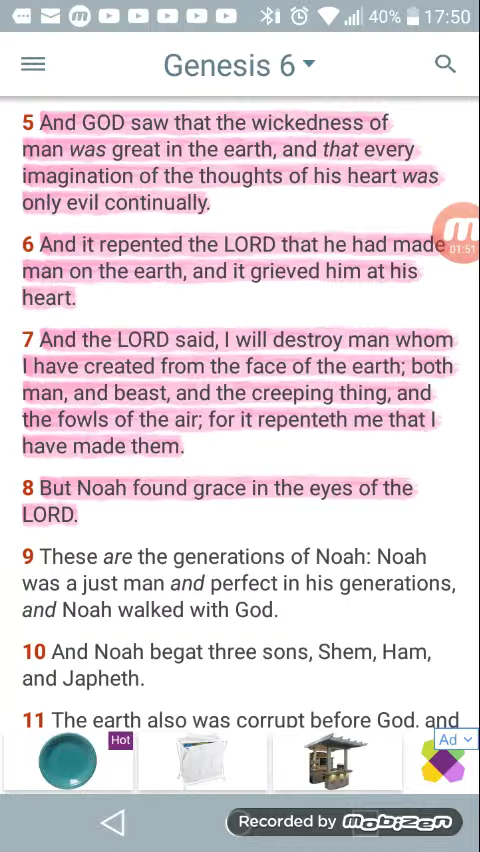 40% 17:50
Genesis 6
5 And GOD saw that the wickedness of
man was great in the earth, and that every
imagination of the thoughts of his heart was
only evil continually.
6 And it repented the LORD that he had made
man on the earth, and it grieved him at his
heart.
01:51
7 And the LORD said, I will destroy man whom
I have created from the face of the earth; both
man, and beast, and the creeping thing, and
the fowls of the air; for it repenteth me that I
have made them.
8 But Noah found grace in the eyes of the
LORD.
9 These are the generations of Noah: Noah
was a just man and perfect in his generations,
and Noah walked with God.
10 And Noah begat three sons, Shem, Ham,
and Japheth.
11 The earth also was corrupt before God, and
Hot
Ad
Recorded by mobizen